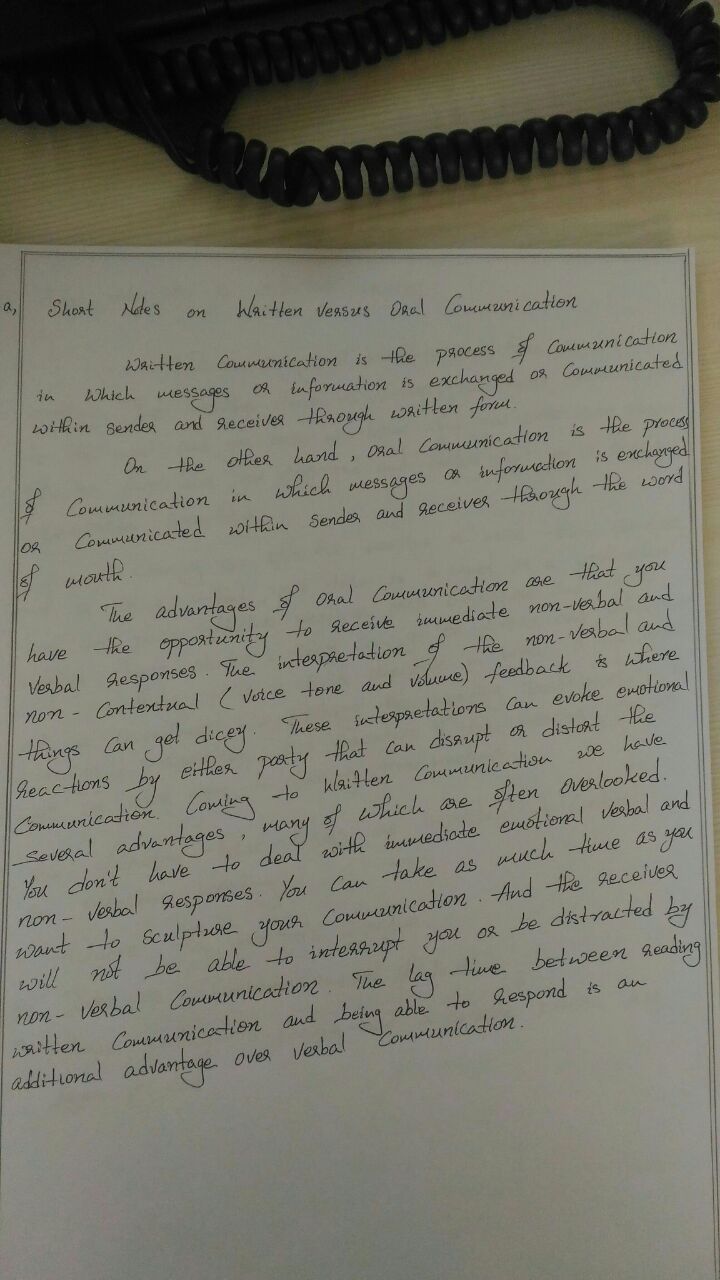 a, Short Notes on Written versus Oral Communication
Written Communication is the process of Communication
in which messages or information is exchanged or Communicated
within sender and receiver through written form.
On the other hand, oral Communication is the process
of Communication in which messages or information is exchanged
or Communicated within sender and receiver through the word
of mouth.
The advantages of oral Communication are that you
have the opportunity to receive immediate non-verbal and
verbal responses. The interpretation of the non-verbal and
non-Contentual (voice tone and volume) feedback is where
things can get dicey. These interpretations can evoke emotional
reactions by either party that can disrupt or distort the
Communication. Coming to Written Communication we have
several advantages, many of which are often overlooked.
You don't have to deal with immediate emotional verbal and
non-verbal responses. You can take as much time as you
want to sculpture your Communication. And the receiver
will not be able to interrupt you or be distracted by
non-verbal Communication. The lag time between reading
written Communication and being able to respond is an
additional advantage over verbal Communication.